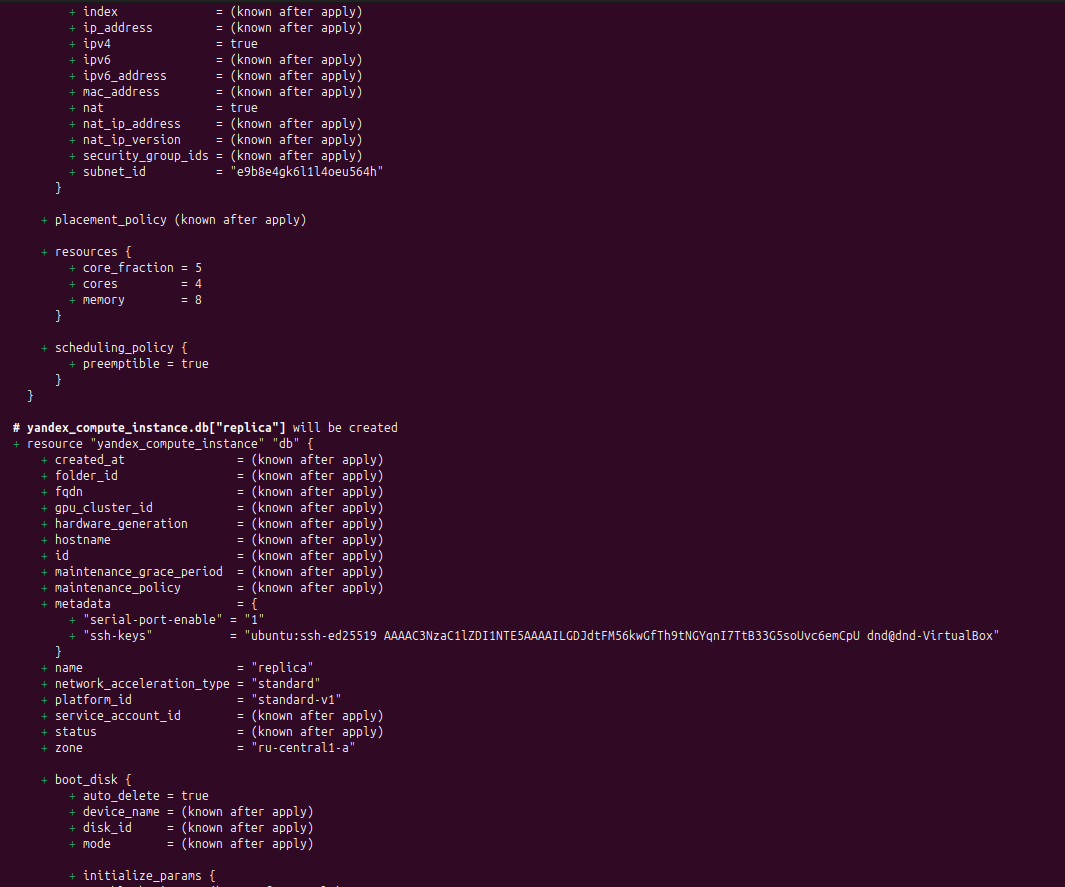 + index              = (known after apply)
+ ip_address         = (known after apply)
+ ipv4               = true
+ ipv6               = (known after apply)
+ ipv6_address       = (known after apply)
+ mac_address        = (known after apply)
+ nat                = true
+ nat_ip_address     = (known after apply)
+ nat_ip_version     = (known after apply)
+ security_group_ids = (known after apply)
+ subnet_id          = "e9b8e4gk6l1l4oeu564h"
}
+ placement_policy (known after apply)
+ resources {
+ core_fraction = 5
+ cores         = 4
+ memory        = 8
}
+ scheduling_policy {
+ preemptible = true
}
}
# yandex_compute_instance.db["replica"] will be created
+ resource "yandex_compute_instance" "db" {
+ created_at                = (known after apply)
+ folder_id                 = (known after apply)
+ fqdn                      = (known after apply)
+ gpu_cluster_id            = (known after apply)
+ hardware_generation       = (known after apply)
+ hostname                  = (known after apply)
+ id                        = (known after apply)
+ maintenance_grace_period  = (known after apply)
+ maintenance_policy        = (known after apply)
+ metadata                  = {
+ "serial-port-enable" = "1"
+ "ssh-keys"           = "ubuntu:ssh-ed25519 AAAAC3NzaC1lZDI1NTE5AAAAILGDJdtFM56kwGfTh9tNGYqnI7TtB33G5soUvc6emCpU dnd@dnd-VirtualBox"
}
+ name                      = "replica"
+ network_acceleration_type = "standard"
+ platform_id               = "standard-v1"
+ service_account_id        = (known after apply)
+ status                    = (known after apply)
+ zone                      = "ru-central1-a"
+ boot_disk {
+ auto_delete = true
+ device_name = (known after apply)
+ disk_id     = (known after apply)
+ mode        = (known after apply)
+ initialize_params {